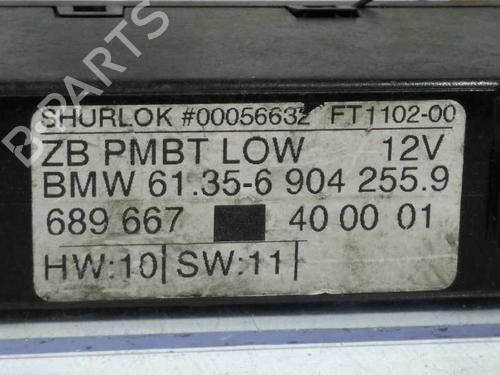 SHURLOK #00056632 FT1102-00
ZB PMBT LOW 12V
BMW 61.35-6 904 255.9
689 667 40 00 01
HW:10 SW:11
B PARTS